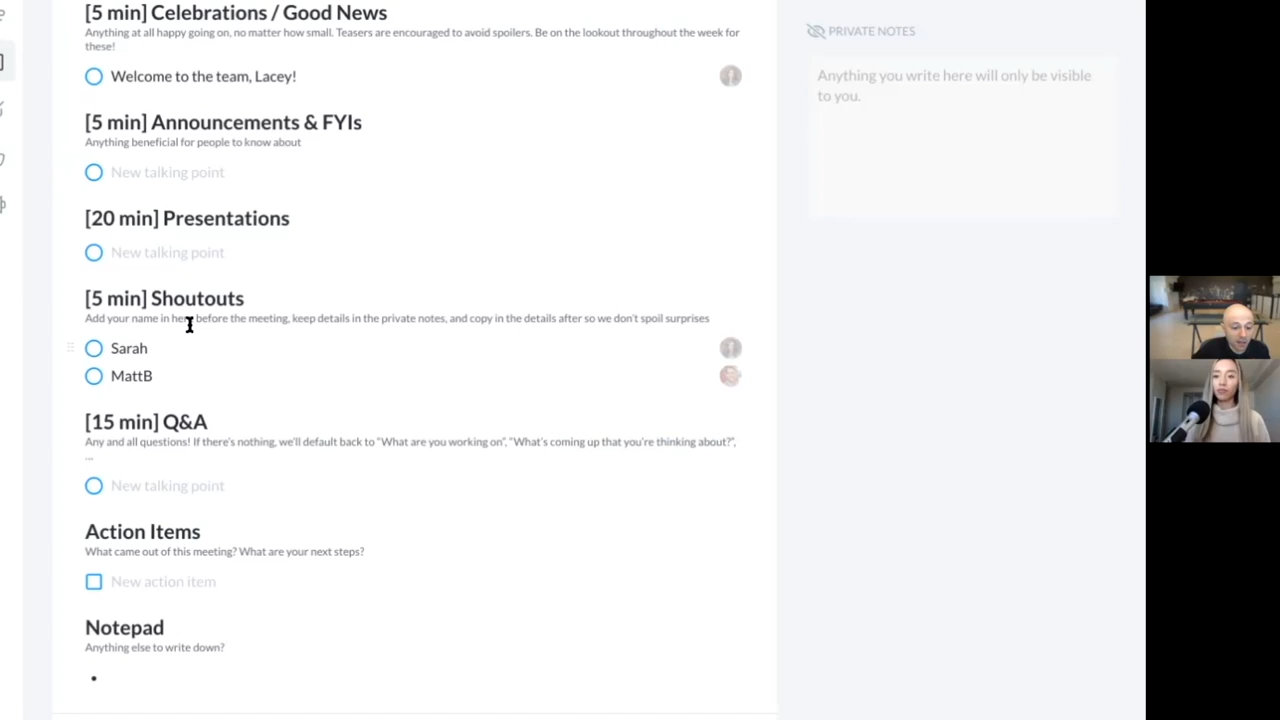 [5 min] Celebrations / Good News
Anything at all happy going on, no matter how small. Teasers are encouraged to avoid spoilers. Be on the lookout throughout the week for
these!
Welcome to the team, Lacey!
[5 min] Announcements & FYIs
Anything beneficial for people to know about
New talking point
[20 min] Presentations
New talking point
[5 min] Shoutouts
Add your name in here before the meeting, keep details in the private notes, and copy in the details after so we don't spoil surprises
Sarah
MattB
[15 min] Q&A
Any and all questions! If there's nothing, we'll default back to "What are you working on", "What's coming up that you're thinking about?",
...
New talking point
Action Items
What came out of this meeting? What are your next steps?
New action item
Notepad
Anything else to write down?
•
PRIVATE NOTES
Anything you write here will only be visible
to you.